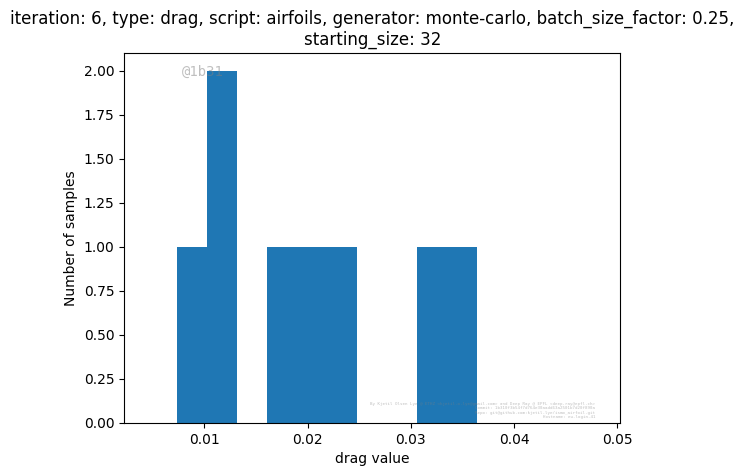 iteration: 6, type: drag, script: airfoils, generator: monte-carlo, batch_size_factor: 0.25,
starting_size: 32
@1b31
2.00
1.75
1.50
1.25
1.00
0.75
0.50
0.25
0.00
Number of samples
0.01
0.02
0.03
0.04
0.05
drag value